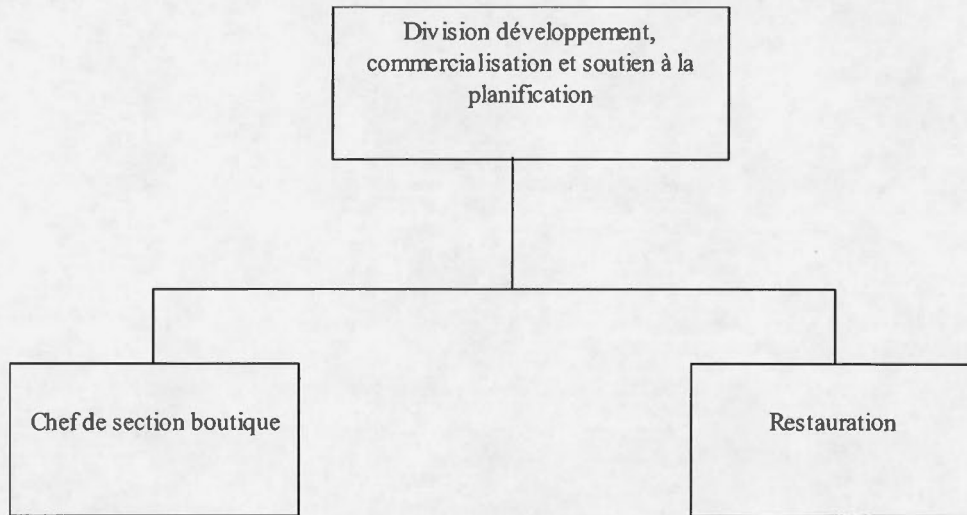 Division développement,
commercialisation et soutien à la
planification
Chef de section boutique
Restauration